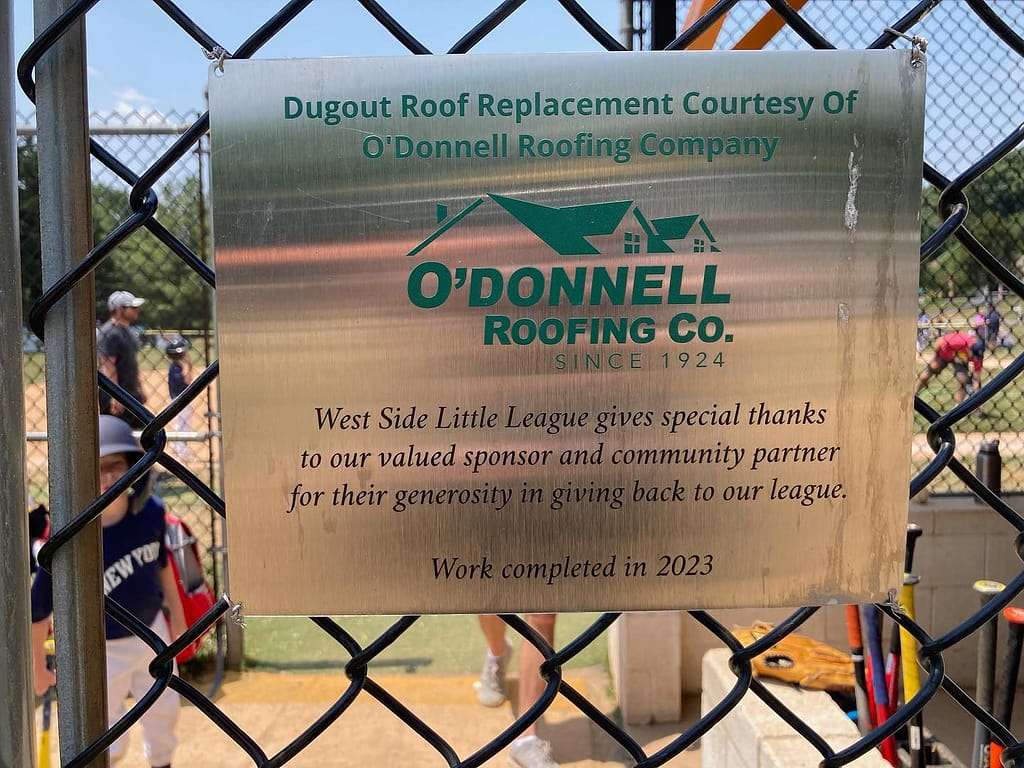 Dugout Roof Replacement Courtesy Of
O'Donnell Roofing Company
O'DONNELL
ROOFING CO.
SINCE 1924
West Side Little League gives special thanks
to our valued sponsor and community partner
for their generosity in giving back to our league.
Work completed in 2023
NEW YORK